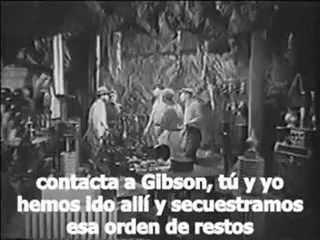 contacta a Gibson, tú y yo
hemos ido allí y secuestramos
esa orden de restos